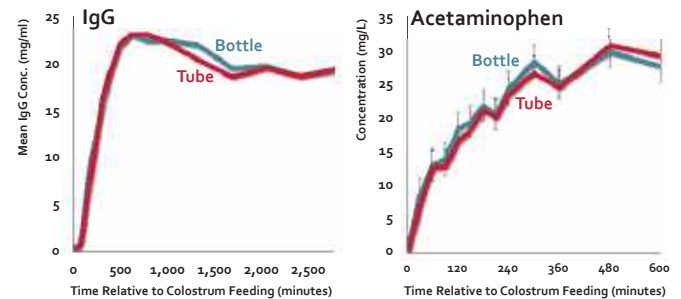 IgG
Mean IgG Conc. (mg/ml)
25
20
15
10
5
0
Bottle
Tube
0 500 1,000 1,500 2,000 2,500
Time Relative to Colostrum Feeding (minutes)
Acetaminophen
Concentration (mg/L)
35
30
25
20
15
10
5
0
Bottle
Tube
0 120 240 360 480 600
Time Relative to Colostrum Feeding (minutes)